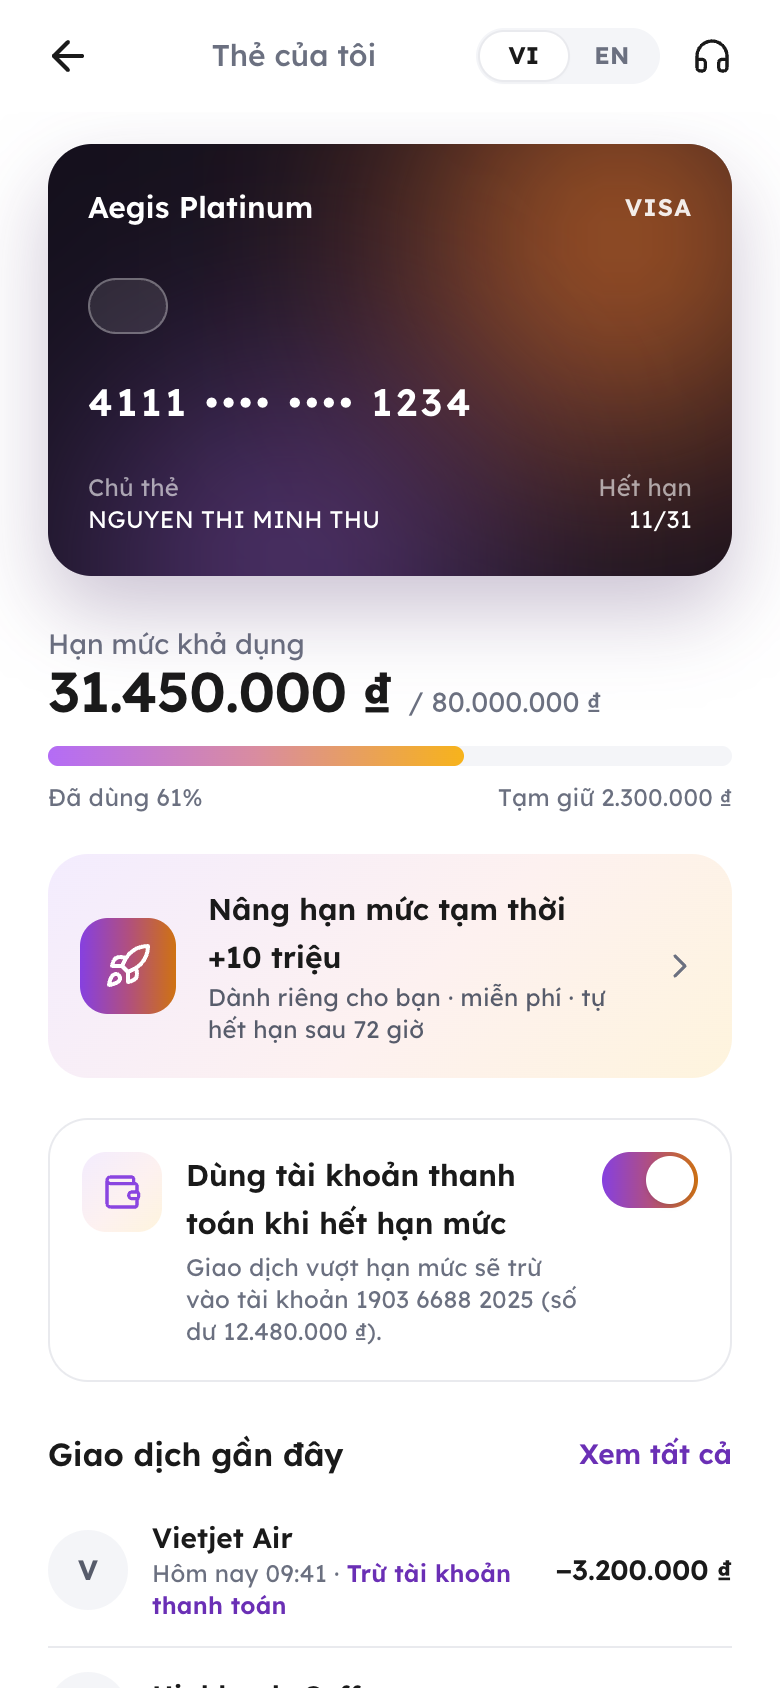 Thẻ của tôi
VI
EN
Aegis Platinum
VISA
4111 •••• •••• 1234
Chủ thẻ
Hết hạn
NGUYEN THI MINH THU
11/31
Hạn mức khả dụng
31.450.000 ₫ / 80.000.000 ₫
Đã dùng 61%
Tạm giữ 2.300.000 ₫
Nâng hạn mức tạm thời
+10 triệu
Dành riêng cho bạn · miễn phí · tự
hết hạn sau 72 giờ
Dùng tài khoản thanh
toán khi hết hạn mức
Giao dịch vượt hạn mức sẽ trừ
vào tài khoản 1903 6688 2025 (số
dư 12.480.000 ₫).
Giao dịch gần đây
Xem tất cả
V
Vietjet Air
Hôm nay 09:41 · Trừ tài khoản
thanh toán
−3.200.000 ₫